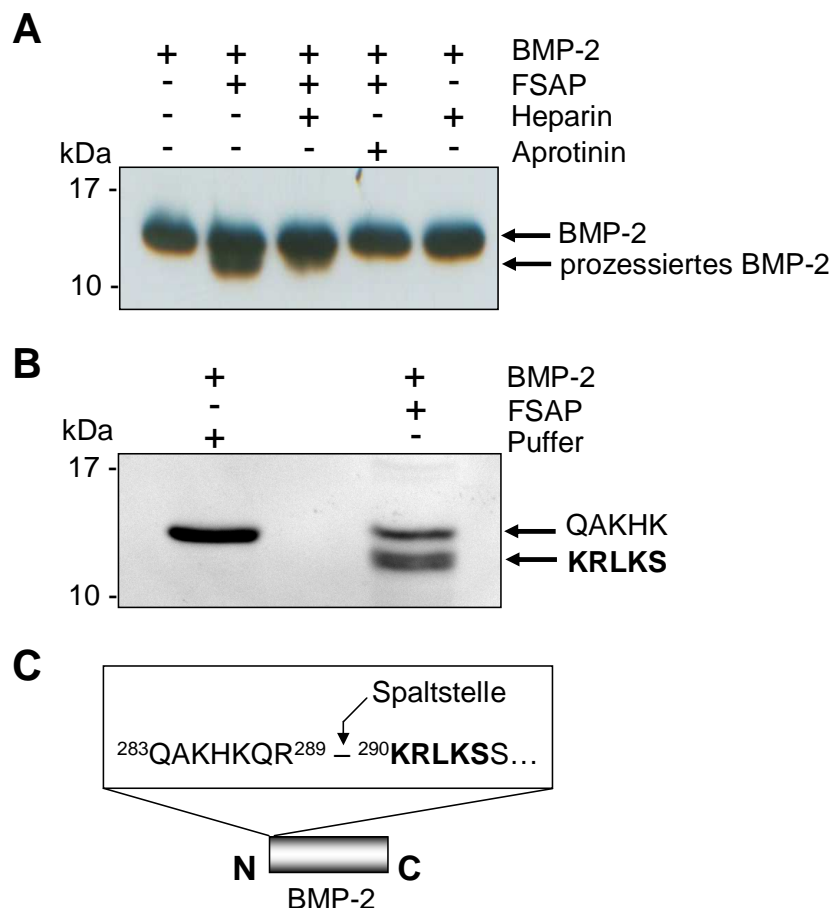 A
+ + + + + BMP-2
- + + + - FSAP
- - + - + Heparin
- - - + - Aprotinin
kDa
17 -
BMP-2
prozessiertes BMP-2
10 -
B
+ + BMP-2
- + FSAP
+ - Puffer
kDa
17 -
QAKHK
KRLKS
10 -
C
Spaltstelle
283QAKHKQR289 – 290KRLKSS…
N C
BMP-2